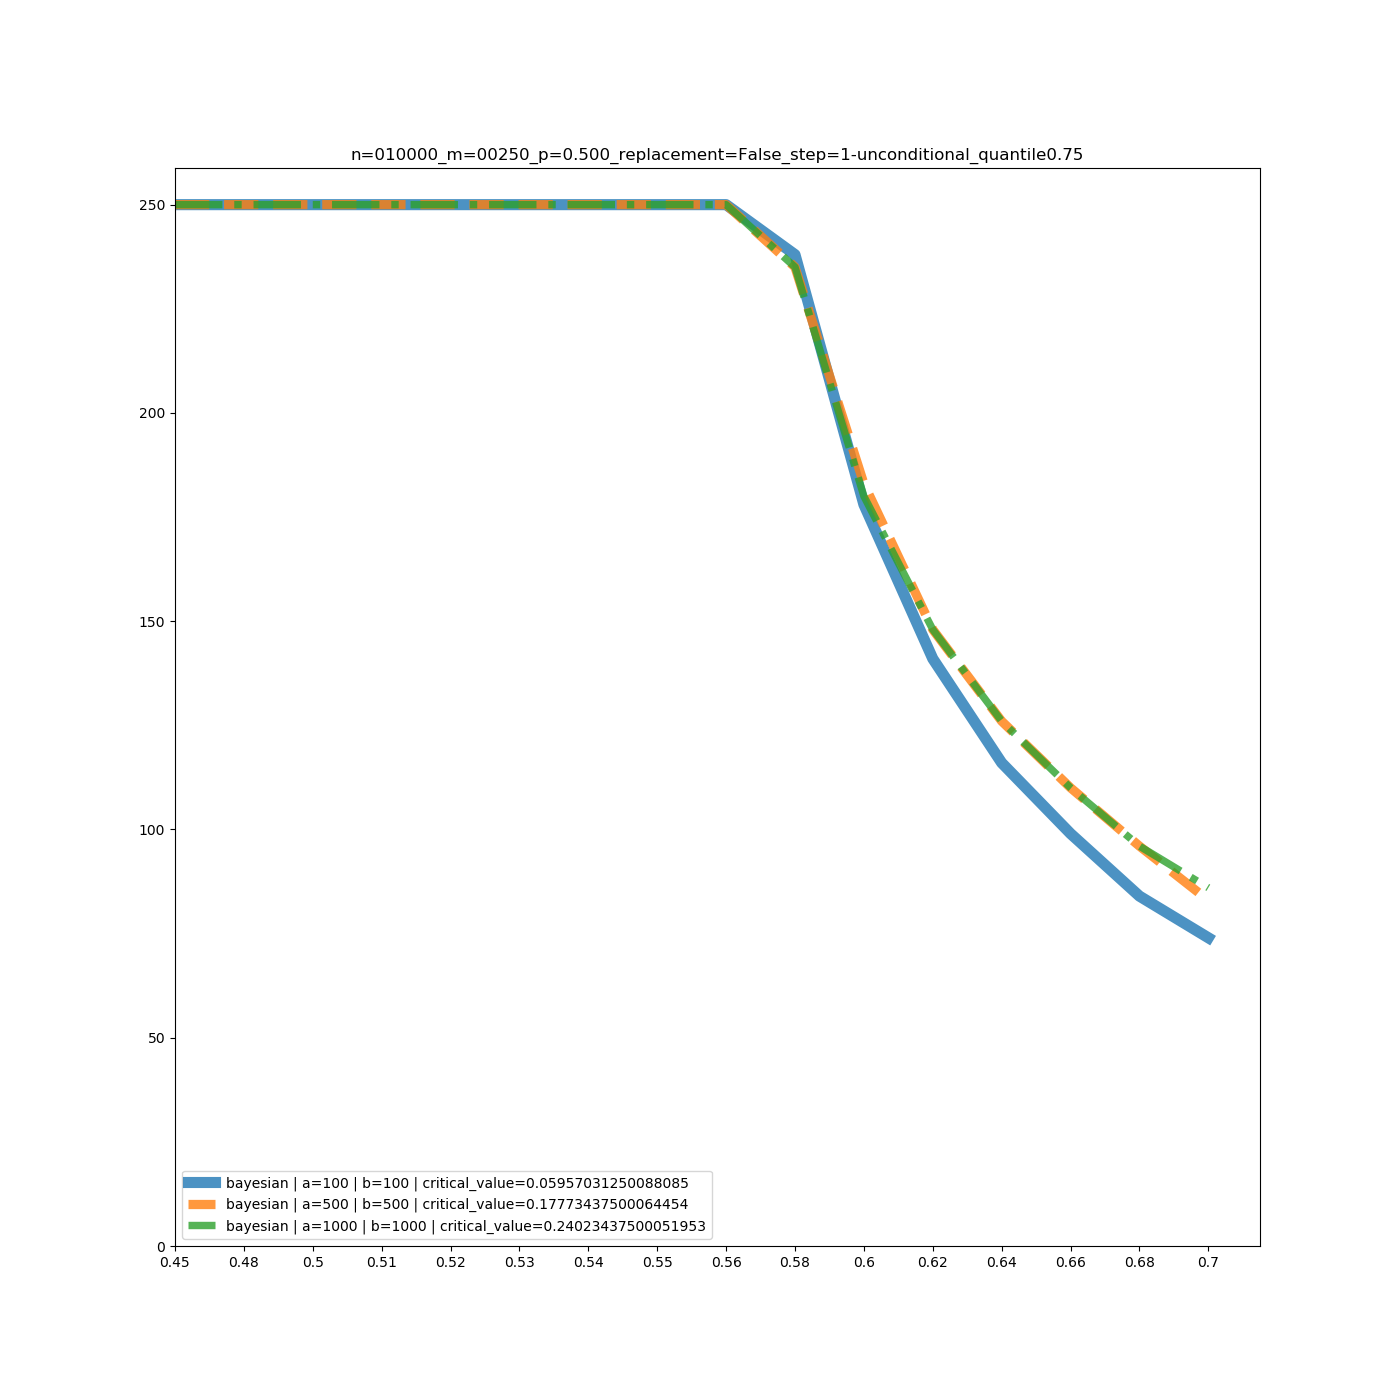 n=010000_m=00250_p=0.500_replacement=False_step=1-unconditional_quantile0.75
250
200
150
100
50
0
bayesian | a=100 | b=100 | critical_value=0.05957031250088085
bayesian | a=500 | b=500 | critical_value=0.17773437500064454
bayesian | a=1000 | b=1000 | critical_value=0.24023437500051953
0.45 0.48 0.5 0.51 0.52 0.53 0.54 0.55 0.56 0.58 0.6 0.62 0.64 0.66 0.68 0.7